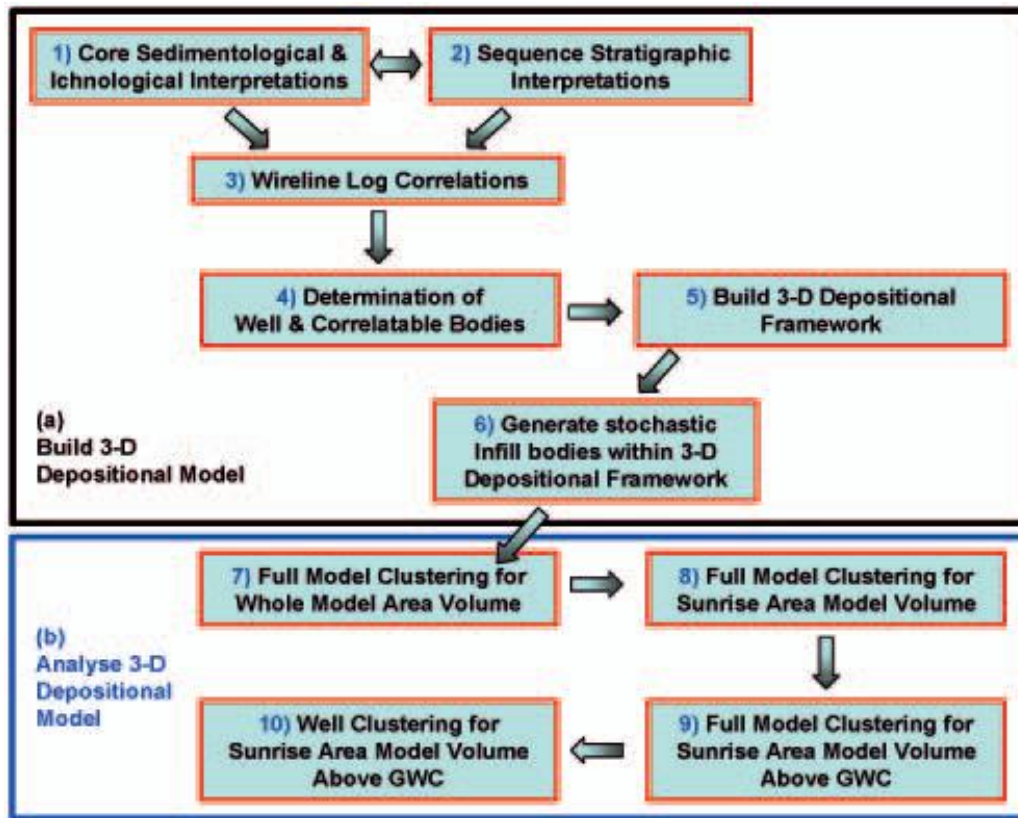 1) Core Sedimentological &
Ichnological Interpretations
2) Sequence Stratigraphic
Interpretations
3) Wireline Log Correlations
4) Determination of
Well & Correlatable Bodies
5) Build 3-D Depositional
Framework
6) Generate stochastic
Infill bodies within 3-D
Depositional Framework
(a)
Build 3-D
Depositional Model
7) Full Model Clustering for
Whole Model Area Volume
8) Full Model Clustering for
Sunrise Area Model Volume
(b)
Analyse 3-D
Depositional
Model
9) Full Model Clustering for
Sunrise Area Model Volume
Above GWC
10) Well Clustering for
Sunrise Area Model Volume
Above GWC